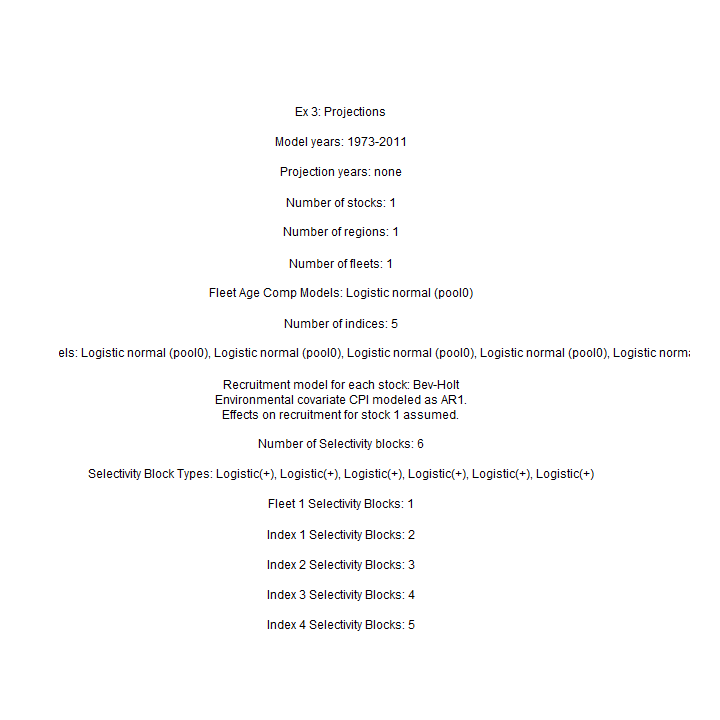 Ex 3: Projections
Model years: 1973-2011
Projection years: none
Number of stocks: 1
Number of regions: 1
Number of fleets: 1
Fleet Age Comp Models: Logistic normal (pool0)
Number of indices: 5
els: Logistic normal (pool0), Logistic normal (pool0), Logistic normal (pool0), Logistic normal (pool0), Logistic norm
Recruitment model for each stock: Bev-Holt
Environmental covariate CPI modeled as AR1.
Effects on recruitment for stock 1 assumed.
Number of Selectivity blocks: 6
Selectivity Block Types: Logistic(+), Logistic(+), Logistic(+), Logistic(+), Logistic(+), Logistic(+)
Fleet 1 Selectivity Blocks: 1
Index 1 Selectivity Blocks: 2
Index 2 Selectivity Blocks: 3
Index 3 Selectivity Blocks: 4
Index 4 Selectivity Blocks: 5